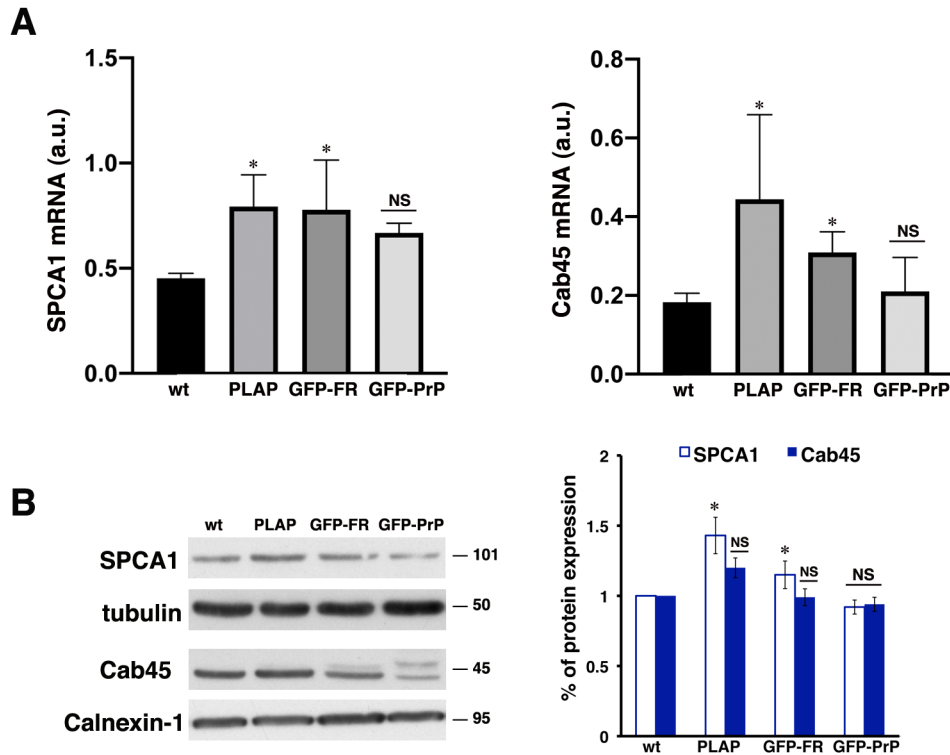 A
SPCA1 mRNA (a.u.)
1.5
1.0
0.5
0.0
*
*
NS
wt PLAP GFP-FR GFP-PrP
Cab45 mRNA (a.u.)
0.8
0.6
0.4
0.2
0.0
*
*
NS
wt PLAP GFP-FR GFP-PrP
B
wt PLAP GFP-FR GFP-PrP
SPCA1 — 101
tubulin — 50
Cab45 — 45
Calnexin-1 — 95
% of protein expression
2
1.5
1
0.5
0
SPCA1 Cab45
*
NS
*
NS
NS
wt PLAP GFP-FR GFP-PrP